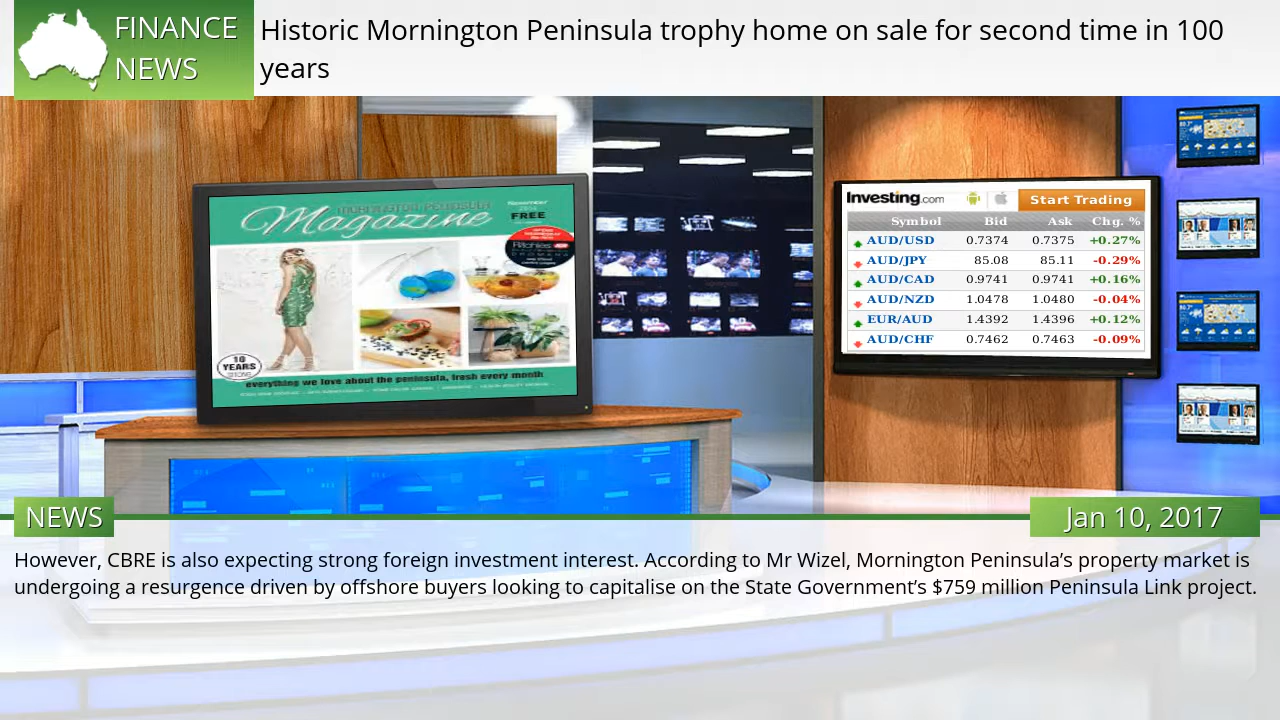 FINANCE
NEWS
Historic Mornington Peninsula trophy home on sale for second time in 100
years
MORNINGTON PENINSULA
Magazine
November
FREE
Ritchies
10
YEARS
STRONG
everything we love about the peninsula, fresh every month
Investing.com
Start Trading
Symbol Bid Ask Chg. %
AUD/USD 0.7374 0.7375 +0.27%
AUD/JPY 85.08 85.11 -0.29%
AUD/CAD 0.9741 0.9741 +0.16%
AUD/NZD 1.0478 1.0480 -0.04%
EUR/AUD 1.4392 1.4396 +0.12%
AUD/CHF 0.7462 0.7463 -0.09%
NEWS
Jan 10, 2017
However, CBRE is also expecting strong foreign investment interest. According to Mr Wizel, Mornington Peninsula’s property market is
undergoing a resurgence driven by offshore buyers looking to capitalise on the State Government’s $759 million Peninsula Link project.